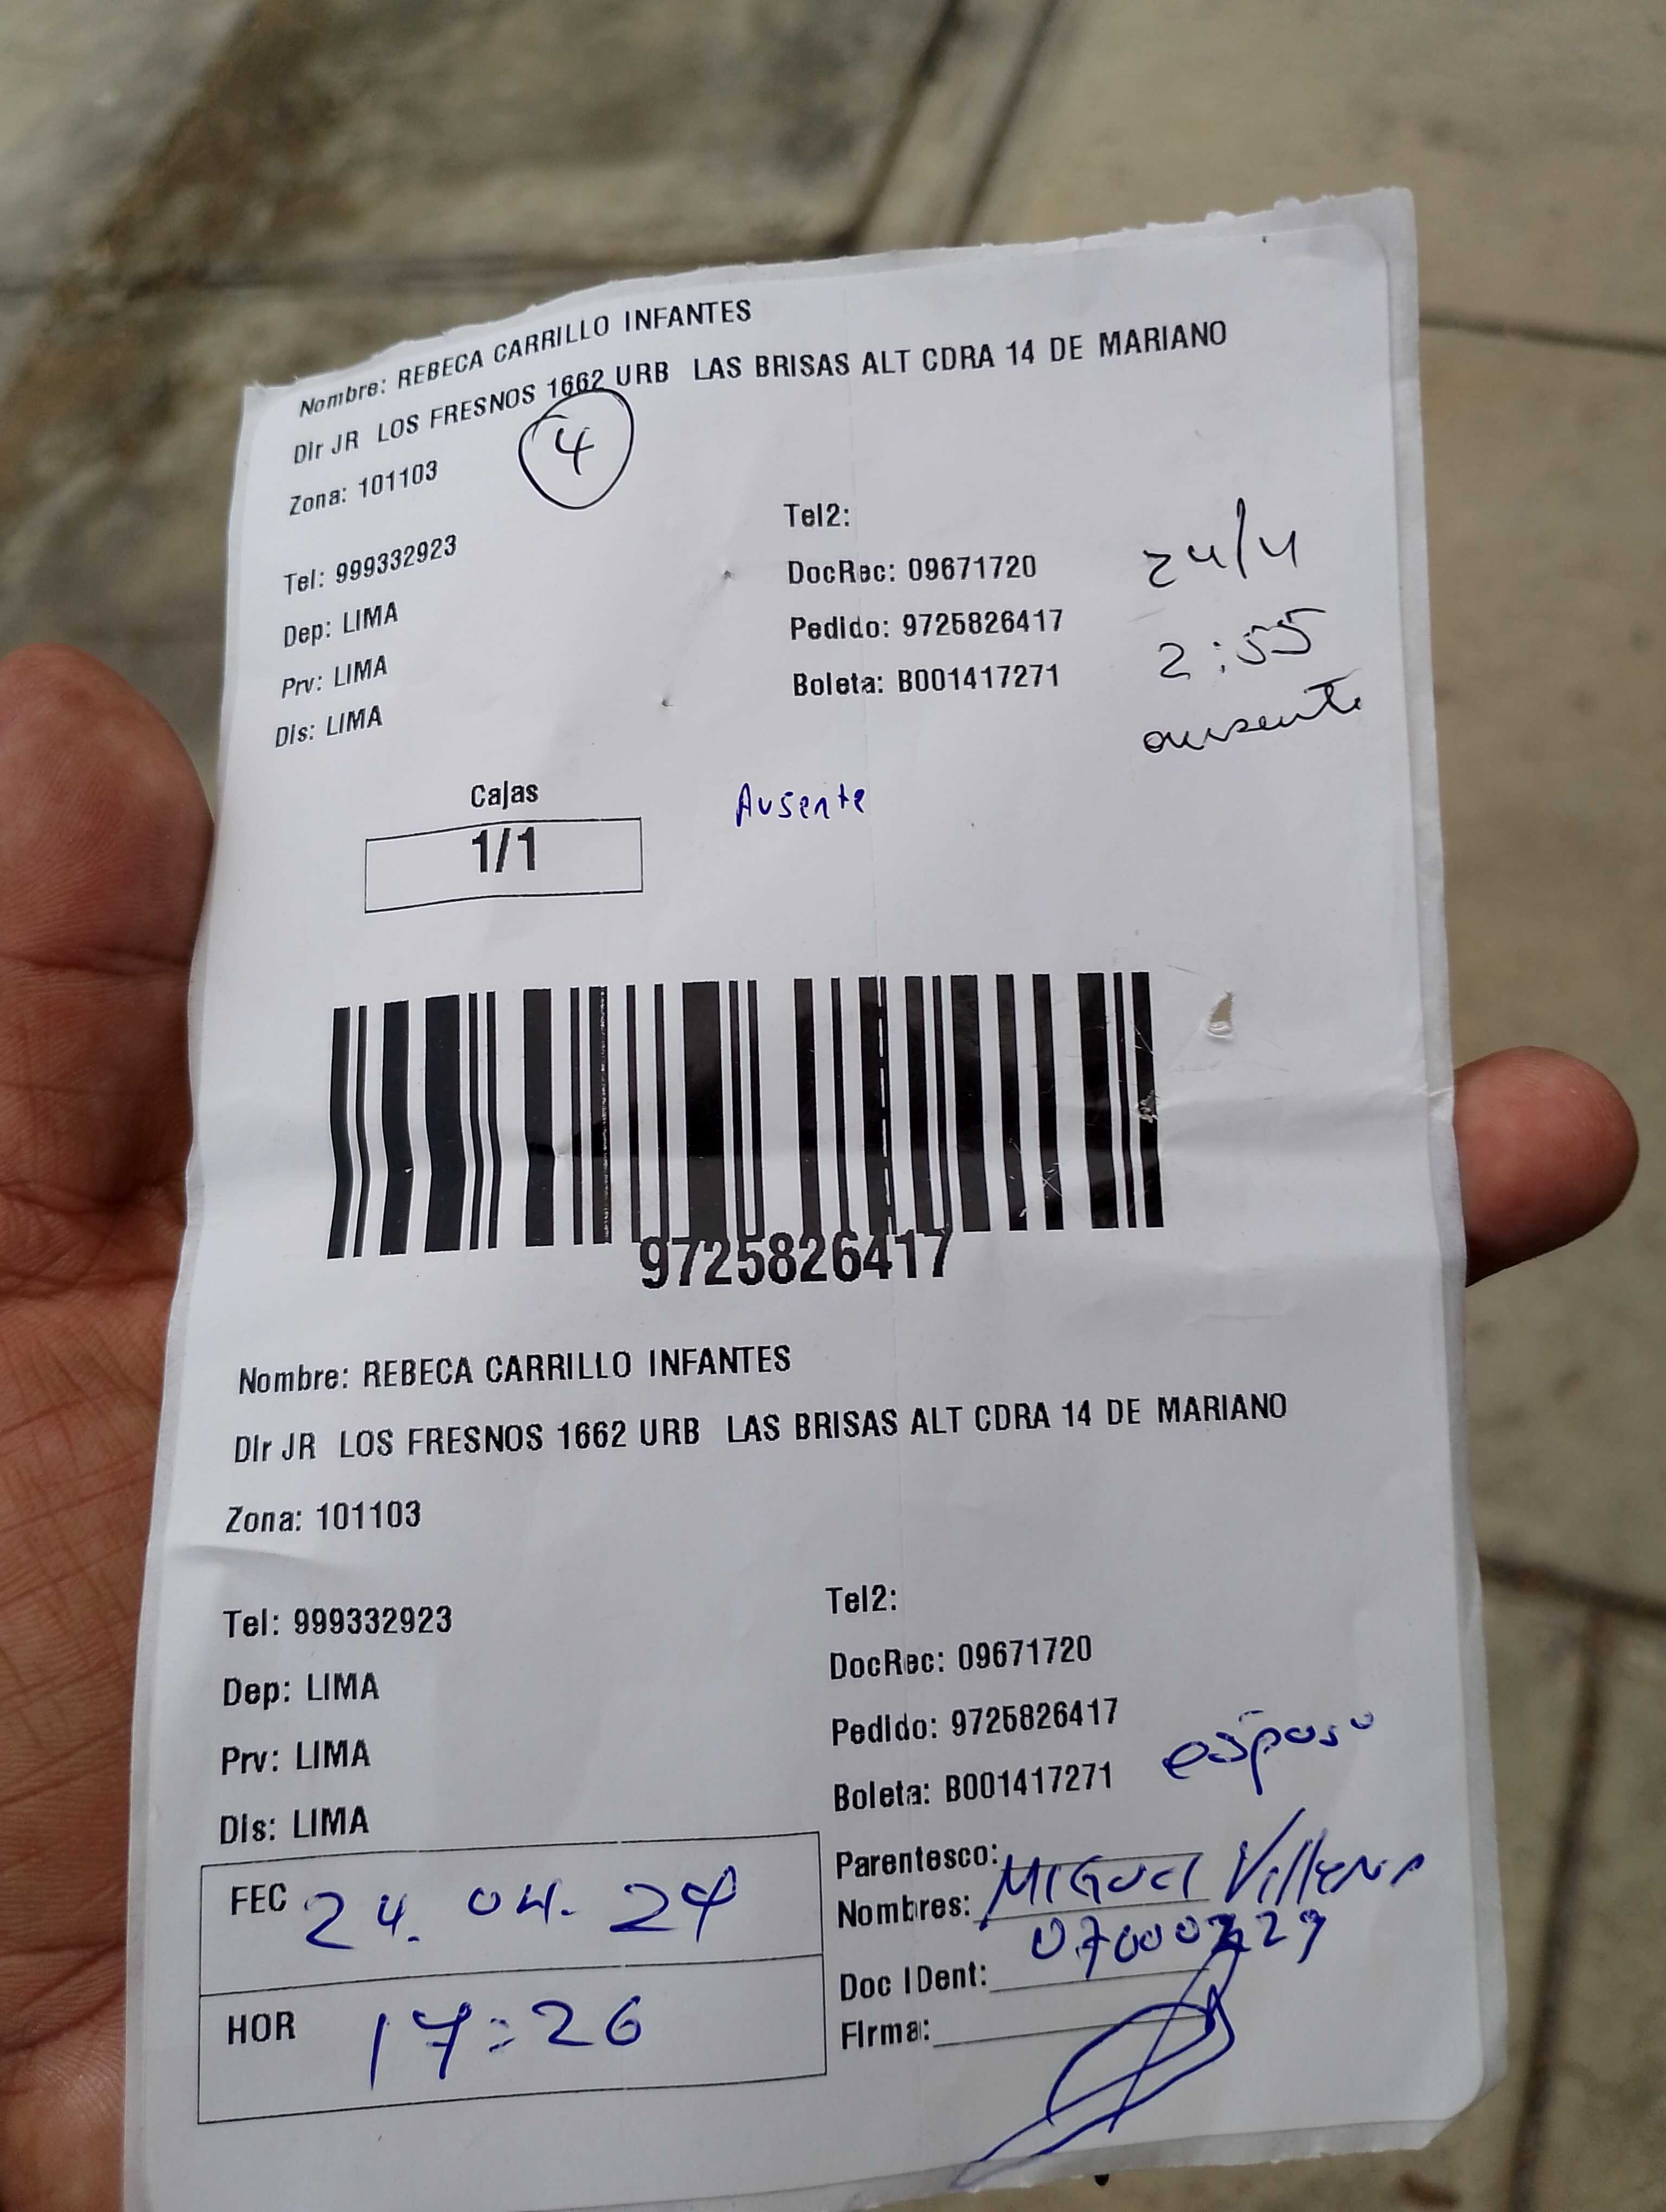 Nombre: REBECA CARRILLO INFANTES
Dir JR LOS FRESNOS 1662 URB LAS BRISAS ALT CDRA 14 DE MARIANO
4
Zona: 101103
Tel2:
Tel: 999332923
DocRec: 09671720
24/4
Dep: LIMA
Pedido: 9725826417
2:55
Prv: LIMA
Boleta: B001417271
ausente
Dis: LIMA
Cajas
Ausente
1/1
9725826417
Nombre: REBECA CARRILLO INFANTES
Dir JR LOS FRESNOS 1662 URB LAS BRISAS ALT CDRA 14 DE MARIANO
Zona: 101103
Tel2:
Tel: 999332923
DocRec: 09671720
Dep: LIMA
Pedido: 9725826417
esposo
Prv: LIMA
Boleta: B001417271
Dis: LIMA
Parentesco:
FEC 24.04.24
Nombres: MIGUEL Villena
Doc IDent:
HOR 17:26
Firma: